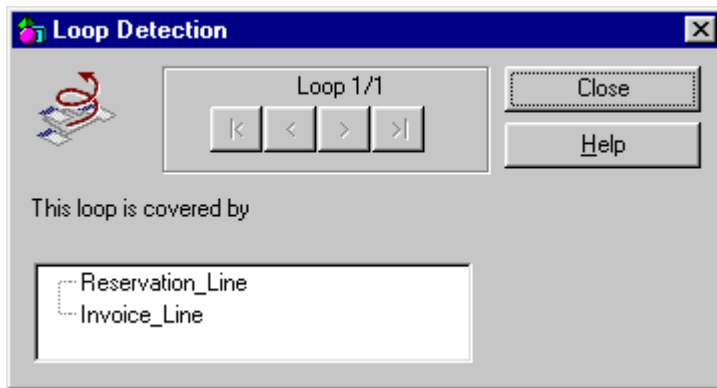 Loop Detection
Loop 1/1
Close
Help
This loop is covered by
Reservation_Line
Invoice_Line